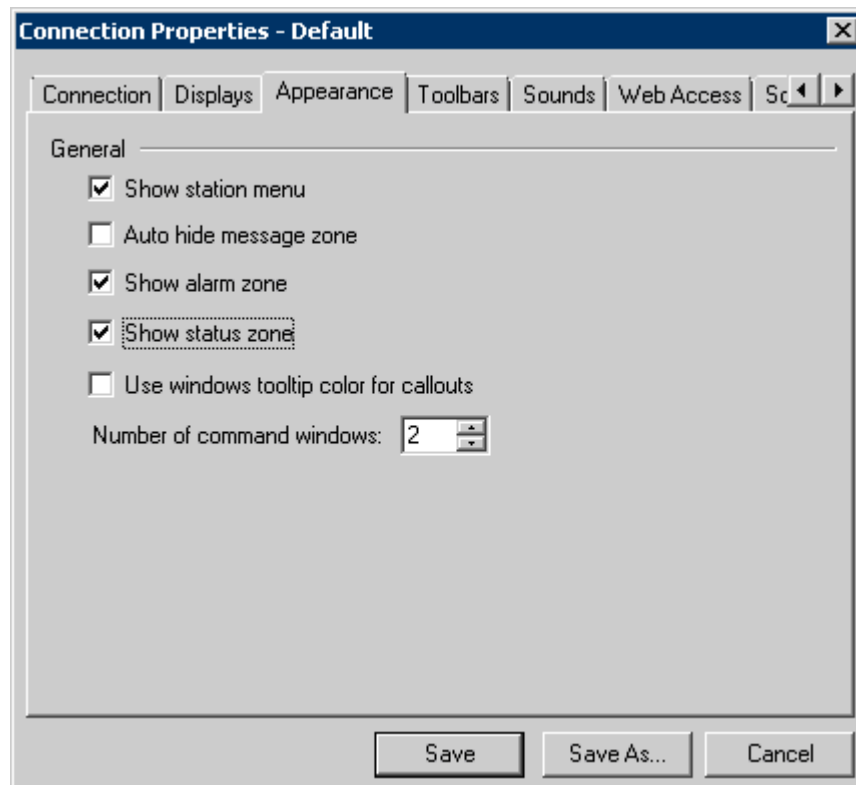 Connection Properties - Default
Connection Displays Appearance Toolbars Sounds Web Access
General
Show station menu
Auto hide message zone
Show alarm zone
Show status zone
Use windows tooltip color for callouts
Number of command windows: 2
Save Save As... Cancel